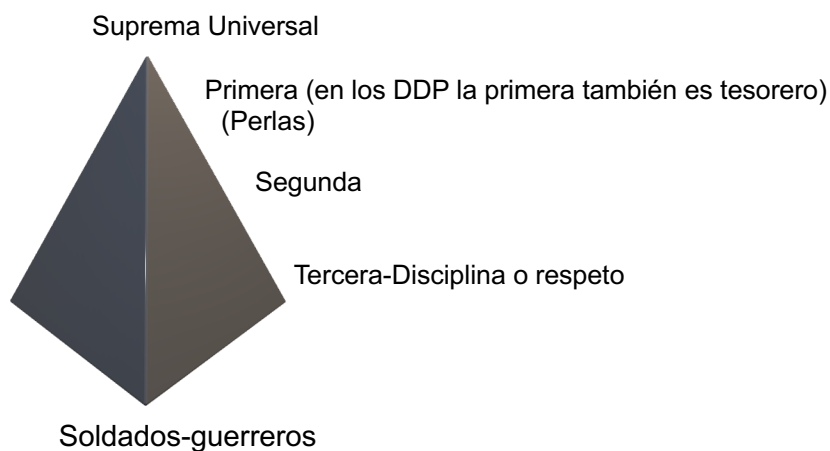 Suprema Universal
Primera (en los DDP la primera también es tesorero)
(Perlas)
Segunda
Tercera-Disciplina o respeto
Soldados-guerreros